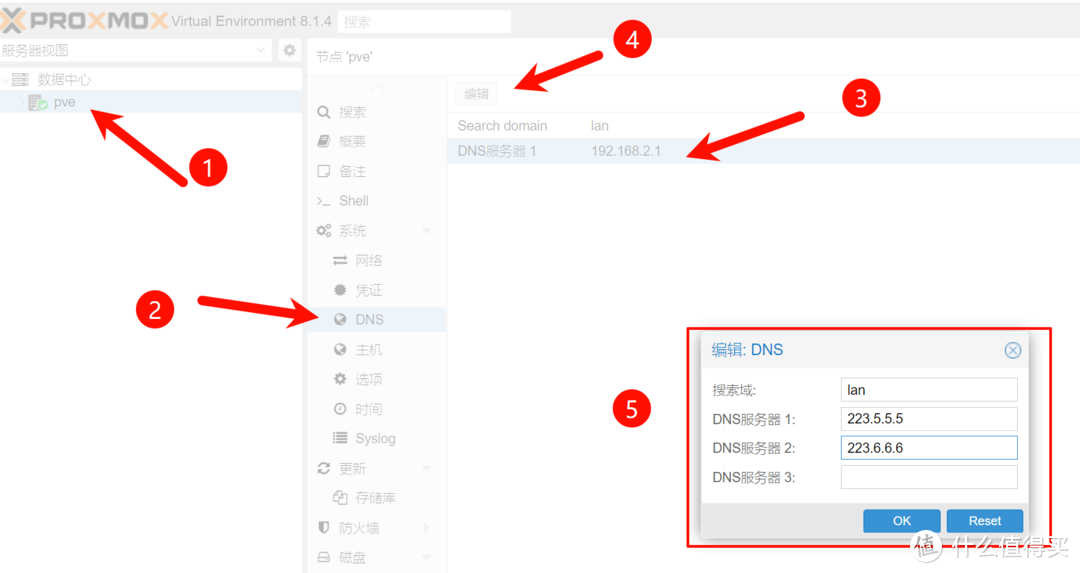 PROXMOX Virtual Environment 8.1.4 搜索
服务器视图
数据中心
pve
1
节点 'pve'
搜索
概要
备注
Shell
系统
网络
凭证
2
DNS
主机
选项
时间
Syslog
更新
存储库
防火墙
磁盘
4
编辑
3
Search domain lan
DNS服务器 1 192.168.2.1
5
编辑: DNS
搜索域: lan
DNS服务器 1: 223.5.5.5
DNS服务器 2: 223.6.6.6
DNS服务器 3:
OK Reset
值 什么值得买